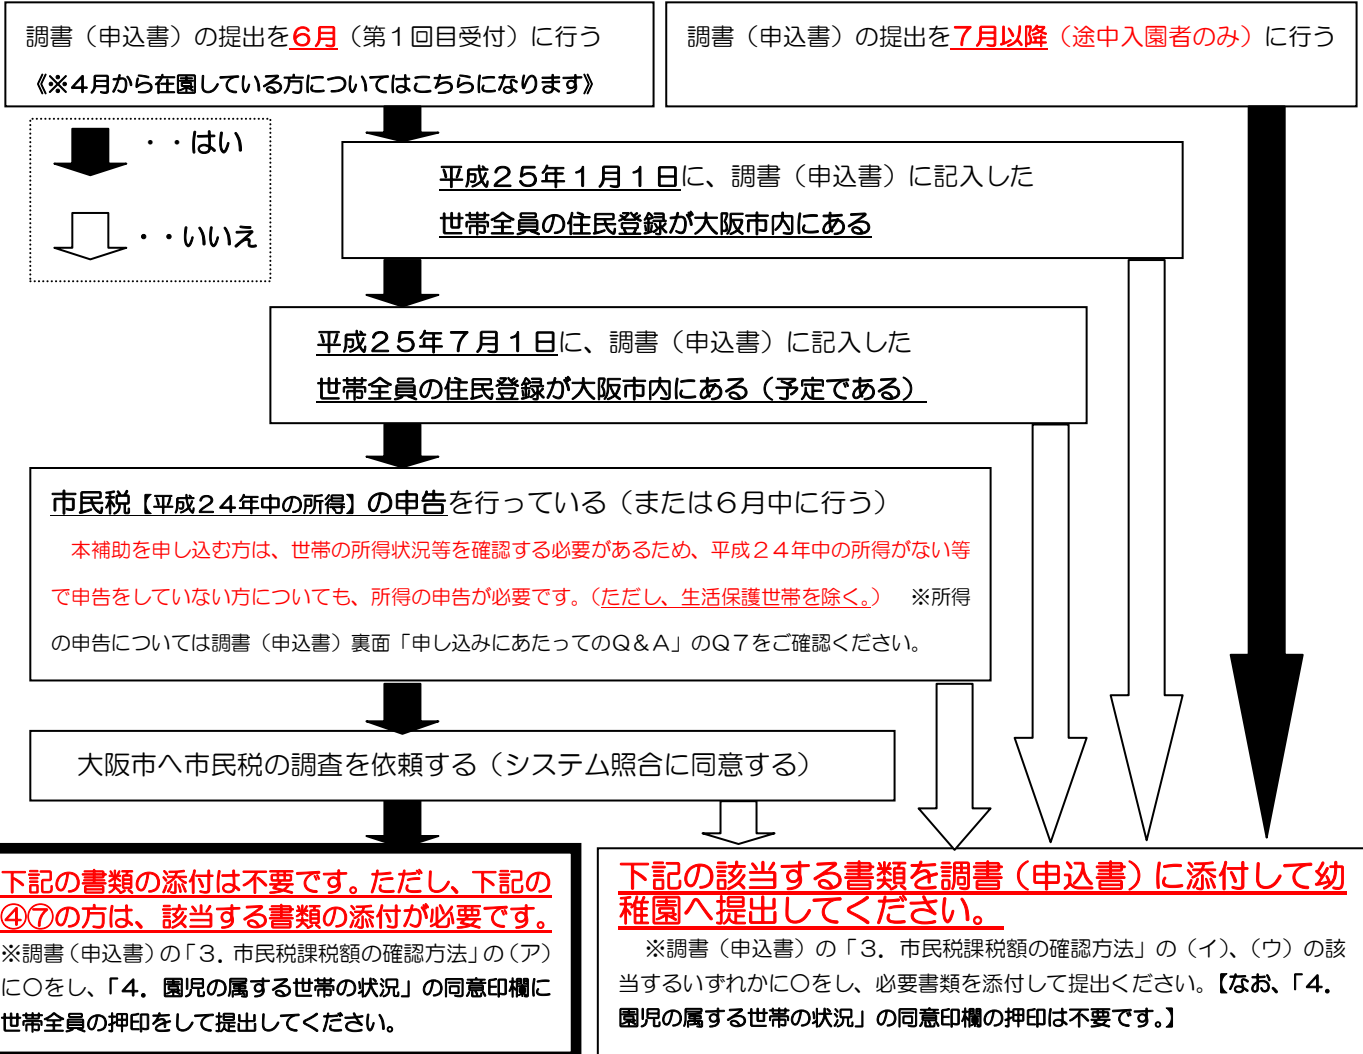 調書（申込書）の提出を６月（第１回目受付）に行う
《※４月から在園している方についてはこちらになります》
調書（申込書）の提出を７月以降（途中入園者のみ）に行う
・・はい
・・いいえ
平成２５年１月１日に、調書（申込書）に記入した
世帯全員の住民登録が大阪市内にある
平成２５年７月１日に、調書（申込書）に記入した
世帯全員の住民登録が大阪市内にある（予定である）
市民税【平成２４年中の所得】の申告を行っている（または６月中に行う）
本補助を申し込む方は、世帯の所得状況等を確認する必要があるため、平成２４年中の所得がない等
で申告をしていない方についても、所得の申告が必要です。（ただし、生活保護世帯を除く。）　※所得
の申告については調書（申込書）裏面「申し込みにあたってのＱ＆Ａ」のＱ７をご確認ください。
大阪市へ市民税の調査を依頼する（システム照合に同意する）
下記の書類の添付は不要です。ただし、下記の
④⑦の方は、該当する書類の添付が必要です。
※調書（申込書）の「３．市民税課税額の確認方法」の（ア）
に○をし、「４．園児の属する世帯の状況」の同意印欄に
世帯全員の押印をして提出してください。
下記の該当する書類を調書（申込書）に添付して幼
稚園へ提出してください。
※調書（申込書）の「３．市民税課税額の確認方法」の（イ）、（ウ）の該
当するいずれかに○をし、必要書類を添付して提出ください。【なお、「４．
園児の属する世帯の状況」の同意印欄の押印は不要です。】